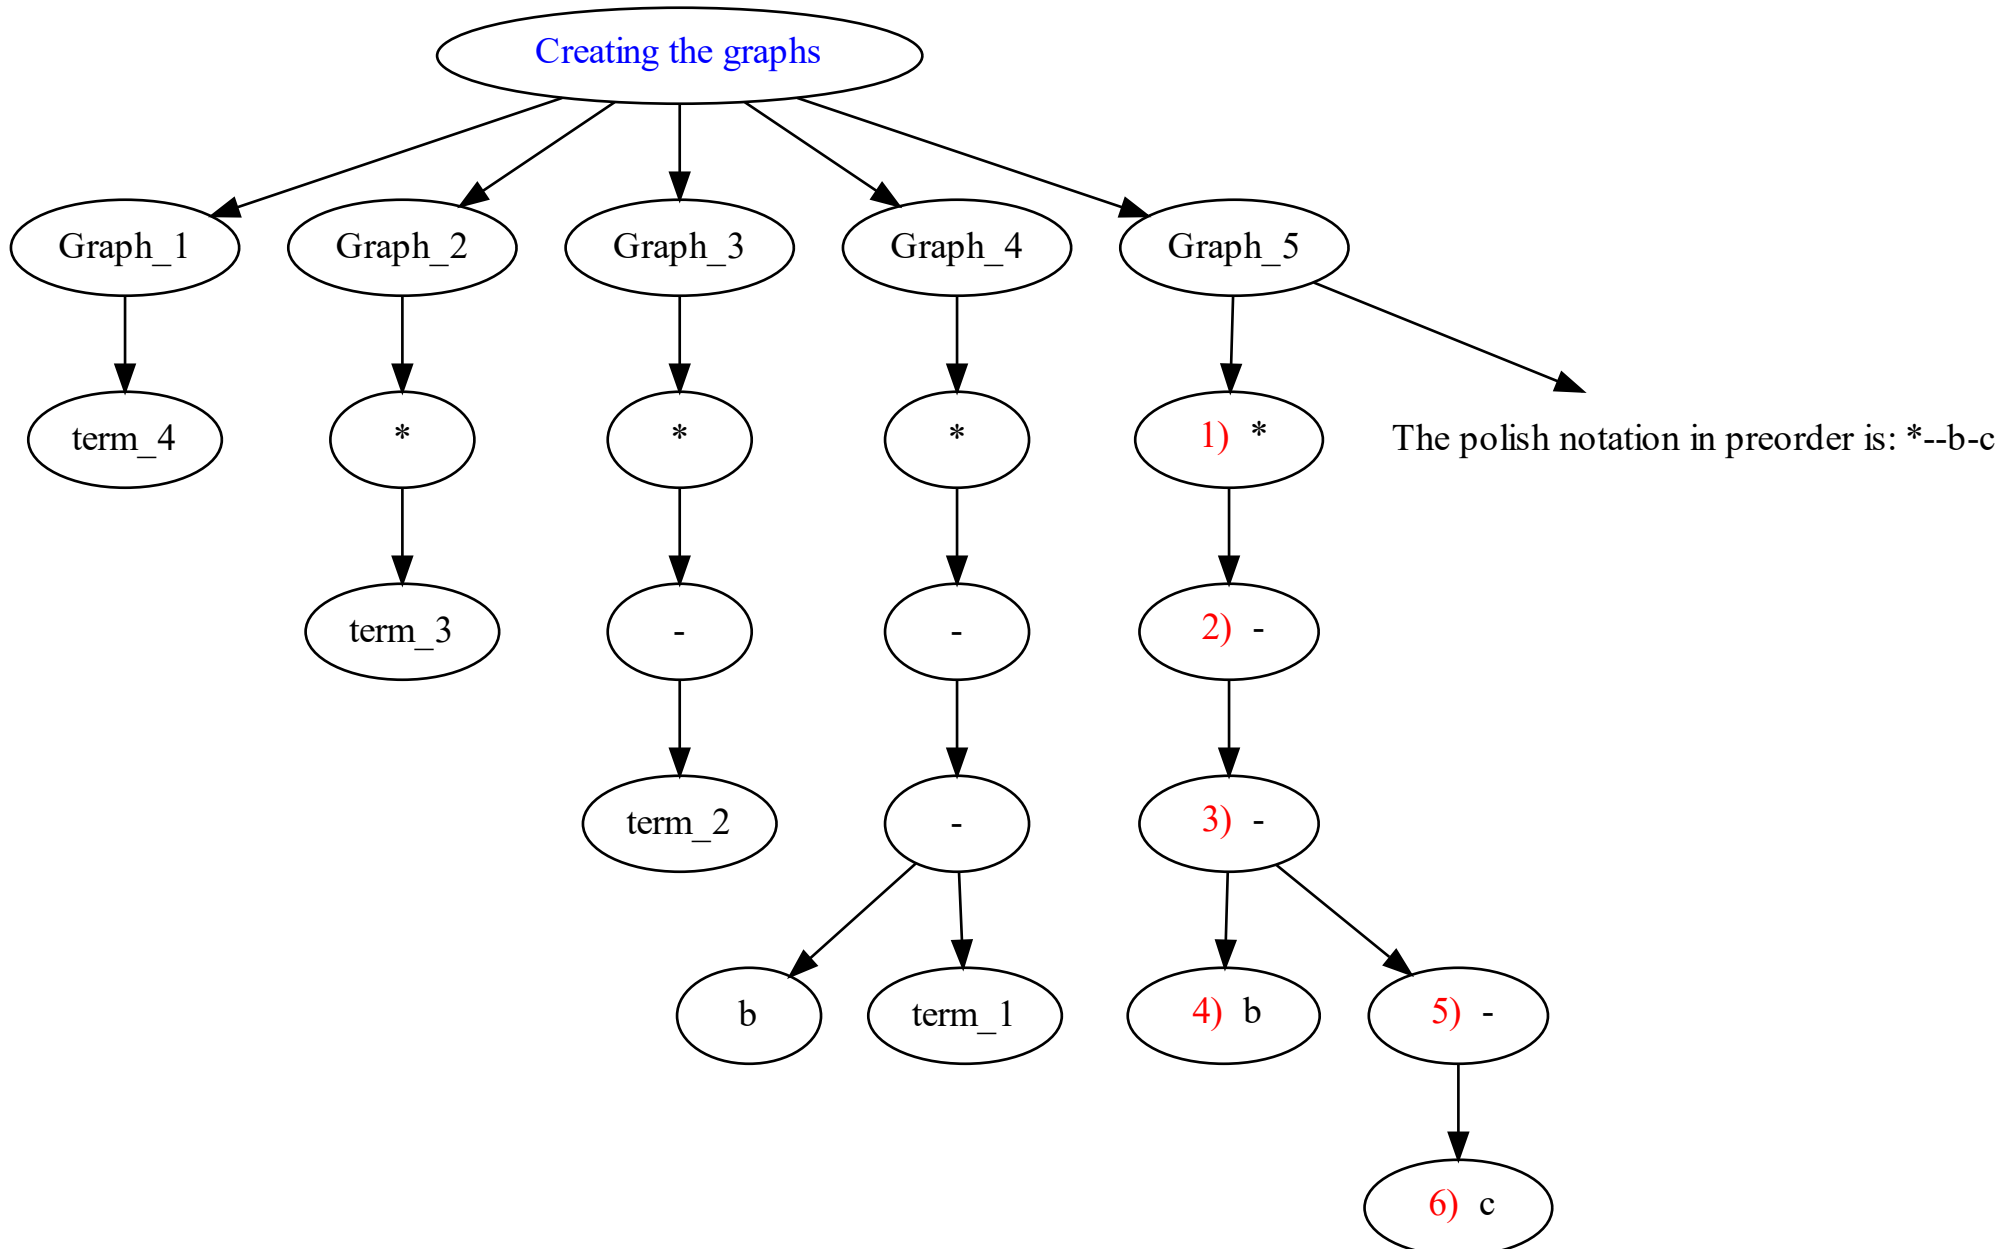 Creating the graphs
Graph_1 Graph_2 Graph_3 Graph_4 Graph_5
term_4 * * * 1) * The polish notation in preorder is: *--b-c
term_3 - - 2) -
term_2 - 3) -
b term_1 4) b 5) -
6) c